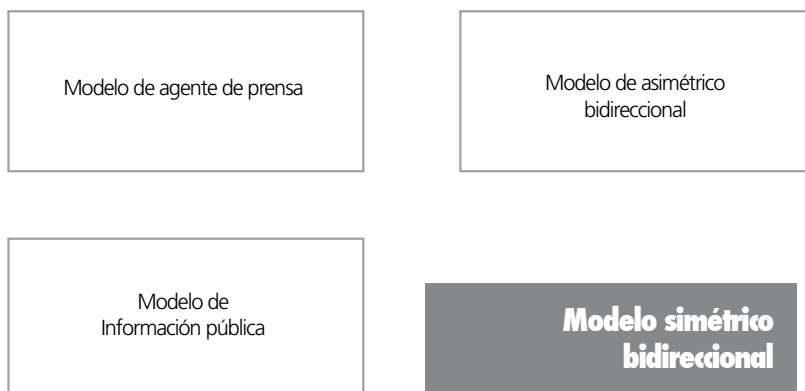 Modelo de agente de prensa
Modelo de asimétrico
bidireccional
Modelo de
Información pública
Modelo simétrico
bidireccional